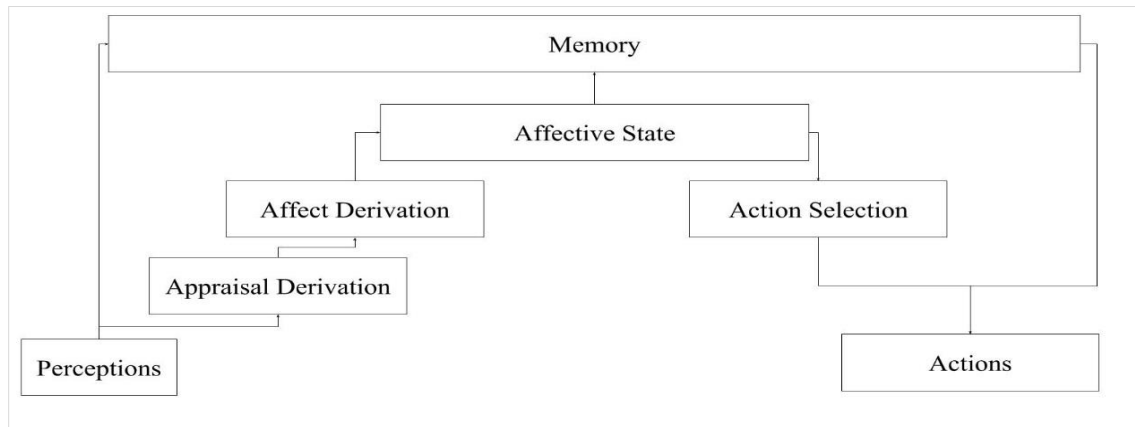 Memory
Affective State
Affect Derivation
Action Selection
Appraisal Derivation
Perceptions
Actions